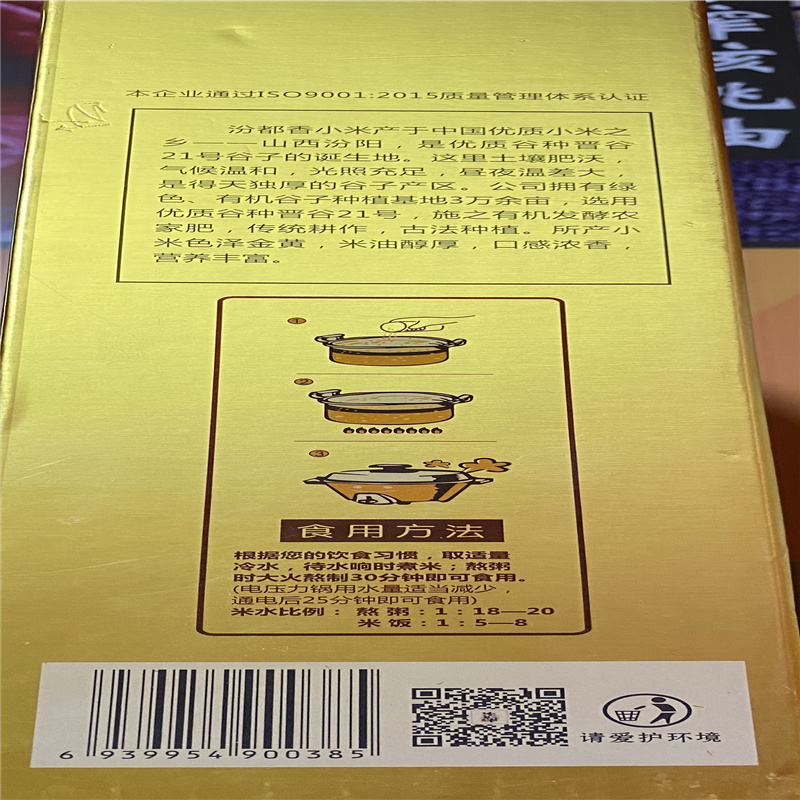 本企业通过ISO9001:2015质量管理体系认证
汾都香小米产于中国优质小米之
乡——山西汾阳，是优质谷种晋谷
21号谷子的诞生地。这里土壤肥沃，
气候温和，光照充足，昼夜温差大，
是得天独厚的谷子产区。公司拥有绿
色、有机谷子种植基地3万余亩，选用
优质谷种晋谷21号，施之有机发酵农
家肥，传统耕作，古法种植。所产小
米色泽金黄，米油醇厚，口感浓香，
营养丰富。
1
2
3
食用方法
根据您的饮食习惯，取适量
冷水，待水响时煮米；熬粥
时大火熬制30分钟即可食用。
(电压力锅用水量适当减少，
通电后25分钟即可食用)
米水比例：熬粥：1：18—20
米饭：1：5—8
6 939954 900385
请爱护环境